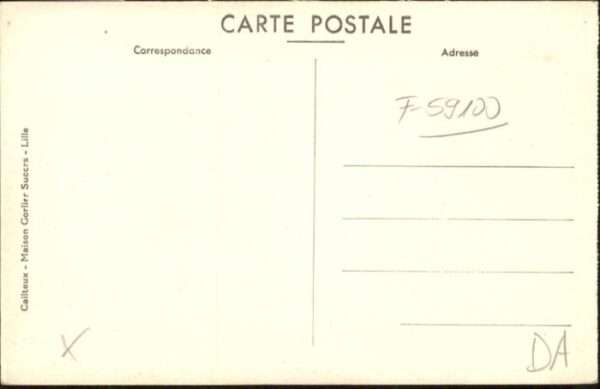 CARTE POSTALE
Correspondance
Adresse
F-59100
Cailteux - Maison Gorlier Succrs - Lille
X
DA